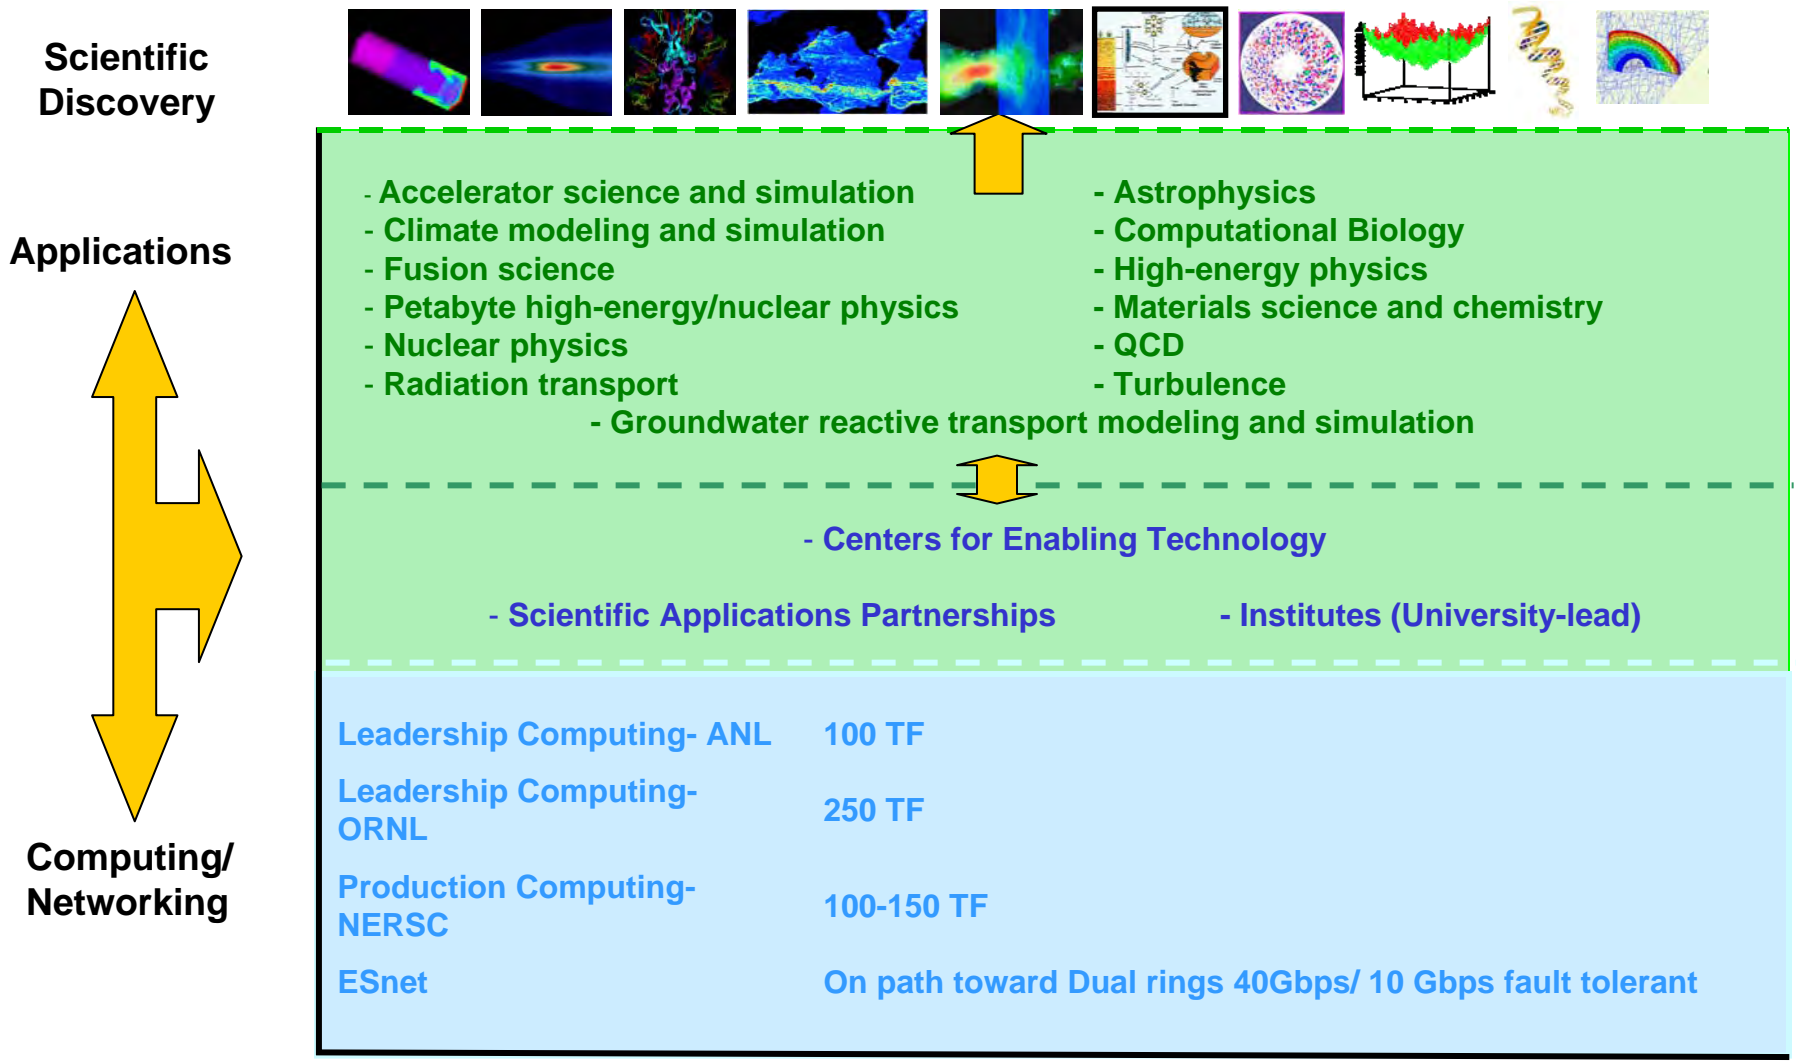 Scientific
Discovery
Applications
- Accelerator science and simulation
- Climate modeling and simulation
- Fusion science
- Petabyte high-energy/nuclear physics
- Nuclear physics
- Radiation transport
- Astrophysics
- Computational Biology
- High-energy physics
- Materials science and chemistry
- QCD
- Turbulence
- Groundwater reactive transport modeling and simulation
- Centers for Enabling Technology
- Scientific Applications Partnerships
- Institutes (University-lead)
Computing/
Networking
Leadership Computing- ANL 100 TF
Leadership Computing-
ORNL
250 TF
Production Computing-
NERSC
100-150 TF
ESnet On path toward Dual rings 40Gbps/ 10 Gbps fault tolerant